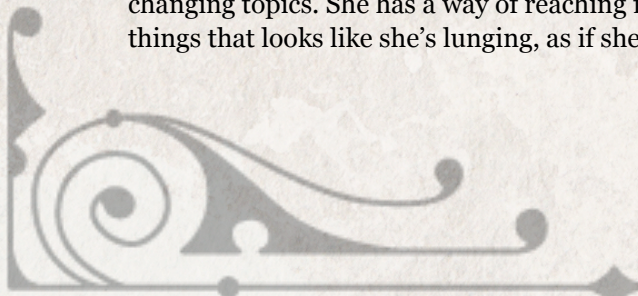 changing topics. She has a way of reaching
things that looks like she's lunging, as if she